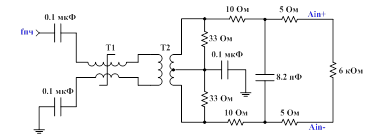 10 Ом
5 Ом
Ain+
0.1 мкФ
fпч
T1
T2
33 Ом
0.1 мкФ
8.2 пФ
6 кОм
0.1 мкФ
33 Ом
10 Ом
5 Ом
Ain-